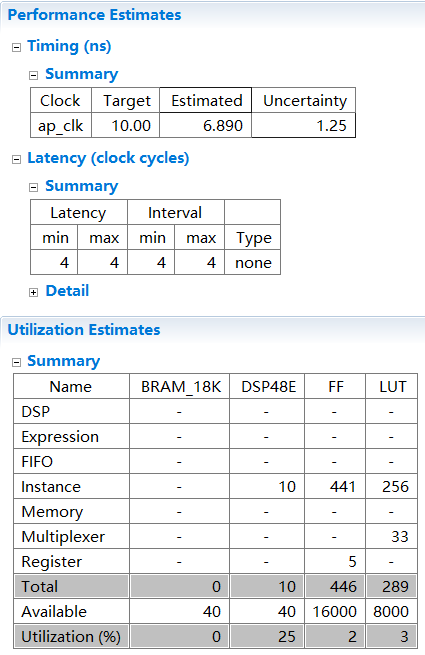 Performance Estimates
Timing (ns)
Summary
Clock Target Estimated Uncertainty
ap_clk 10.00 6.890 1.25
Latency (clock cycles)
Summary
Latency Interval
min max min max Type
4 4 4 4 none
Detail
Utilization Estimates
Summary
Name BRAM_18K DSP48E FF LUT
DSP - - - -
Expression - - - -
FIFO - - - -
Instance - 10 441 256
Memory - - - -
Multiplexer - - - 33
Register - - 5 -
Total 0 10 446 289
Available 40 40 16000 8000
Utilization (%) 0 25 2 3